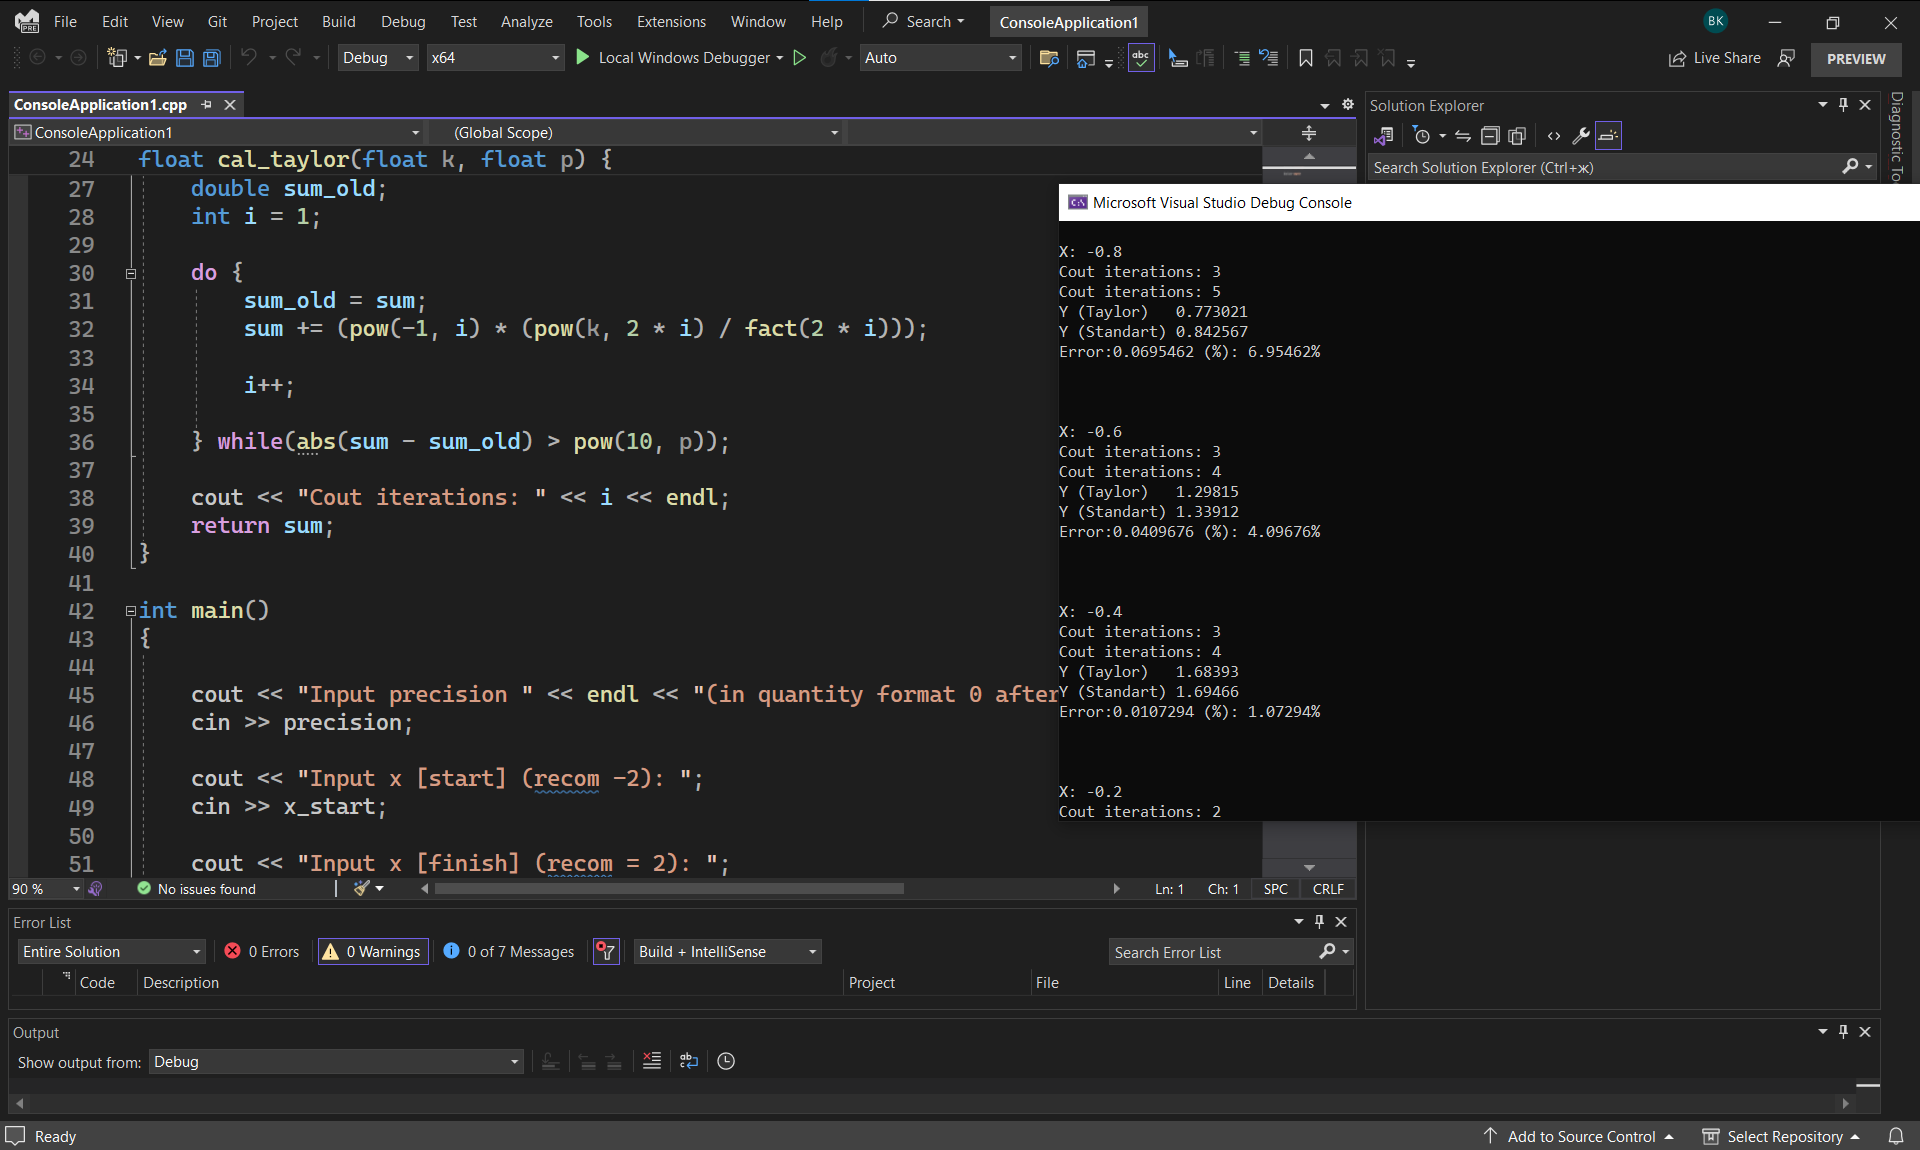 File Edit View Git Project Build Debug Test Analyze Tools Extensions Window Help Search ConsoleApplication1 BK
Debug x64 Local Windows Debugger Auto Live Share PREVIEW
ConsoleApplication1.cpp
ConsoleApplication1 (Global Scope)
24 float cal_taylor(float k, float p) {
27 double sum_old;
28 int i = 1;
29
30 do {
31 sum_old = sum;
32 sum += (pow(-1, i) * (pow(k, 2 * i) / fact(2 * i)));
33
34 i++;
35
36 } while(abs(sum - sum_old) > pow(10, p));
37
38 cout << "Cout iterations: " << i << endl;
39 return sum;
40 }
41
42 int main()
43 {
44
45 cout << "Input precision " << endl << "(in quantity format 0 after
46 cin >> precision;
47
48 cout << "Input x [start] (recom -2): ";
49 cin >> x_start;
50
51 cout << "Input x [finish] (recom = 2): ";
90 % No issues found Ln: 1 Ch: 1 SPC CRLF
Solution Explorer
Search Solution Explorer (Ctrl+ж)
Diagnostic To
Microsoft Visual Studio Debug Console
X: -0.8
Cout iterations: 3
Cout iterations: 5
Y (Taylor) 0.773021
Y (Standart) 0.842567
Error:0.0695462 (%): 6.95462%
X: -0.6
Cout iterations: 3
Cout iterations: 4
Y (Taylor) 1.29815
Y (Standart) 1.33912
Error:0.0409676 (%): 4.09676%
X: -0.4
Cout iterations: 3
Cout iterations: 4
Y (Taylor) 1.68393
Y (Standart) 1.69466
Error:0.0107294 (%): 1.07294%
X: -0.2
Cout iterations: 2
Error List
Entire Solution 0 Errors 0 Warnings 0 of 7 Messages Build + IntelliSense Search Error List
Code Description Project File Line Details
Output
Show output from: Debug
Ready Add to Source Control Select Repository